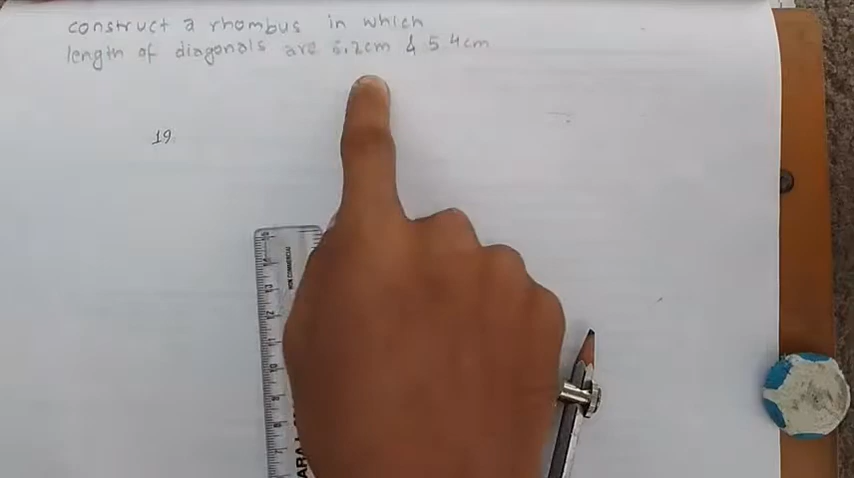 construct a rhombus in which
length of diagonals are 6.2cm & 5.4cm
19.